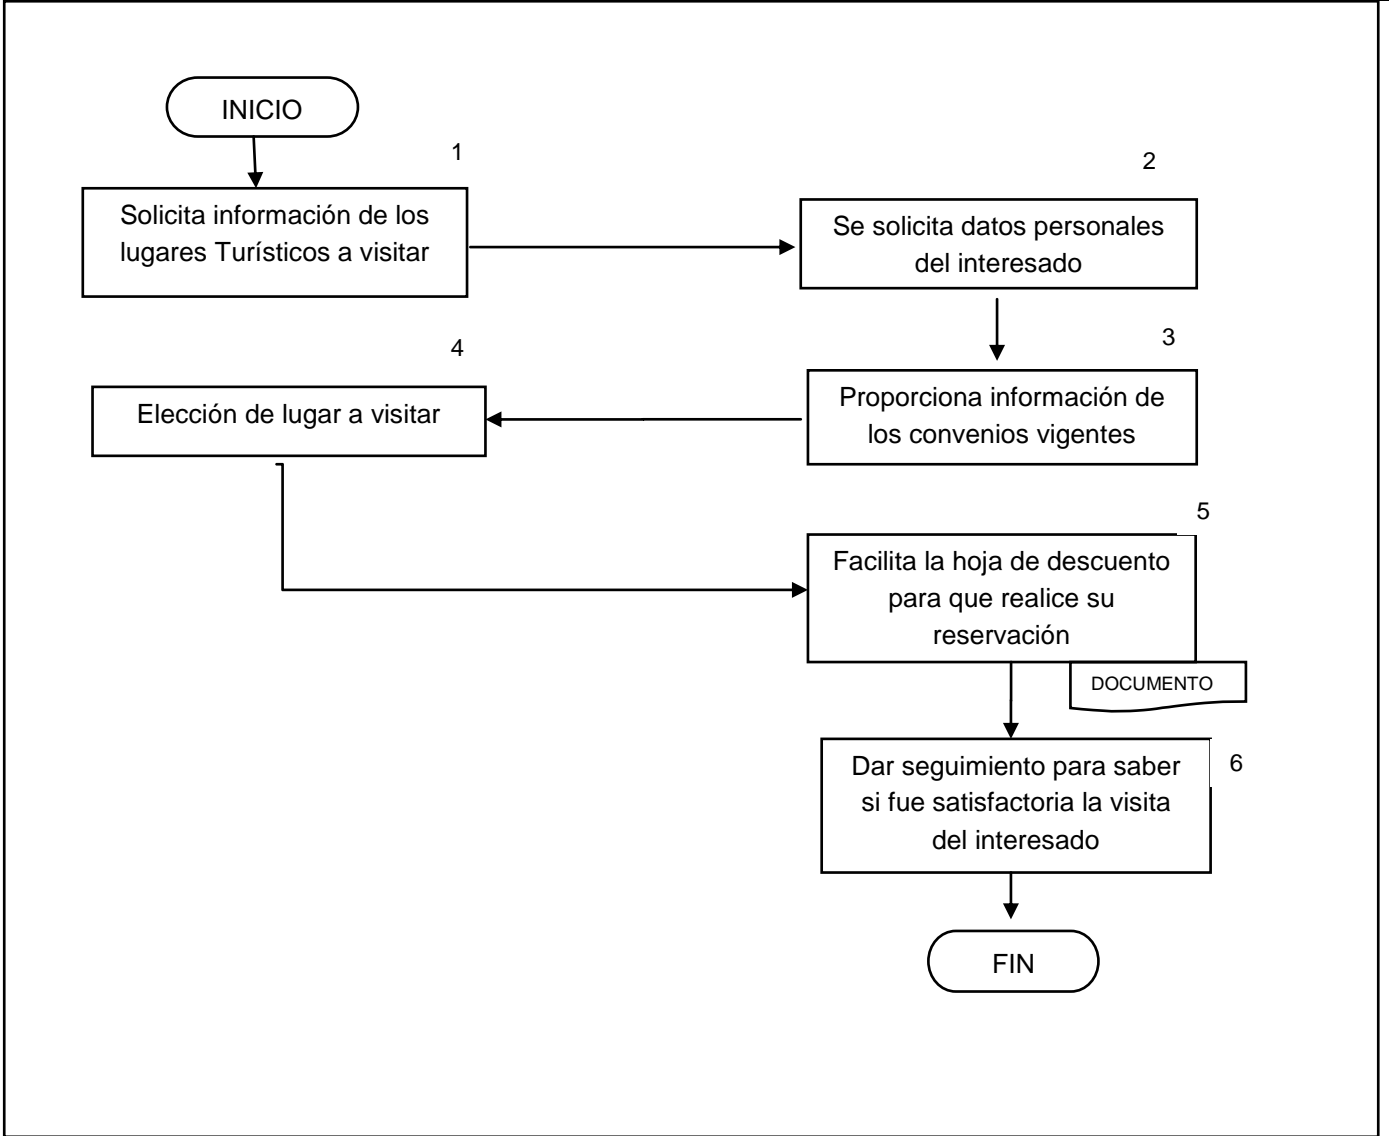 INICIO
1
Solicita información de los
lugares Turísticos a visitar
2
Se solicita datos personales
del interesado
3
Proporciona información de
los convenios vigentes
4
Elección de lugar a visitar
5
Facilita la hoja de descuento
para que realice su
reservación
DOCUMENTO
6
Dar seguimiento para saber
si fue satisfactoria la visita
del interesado
FIN